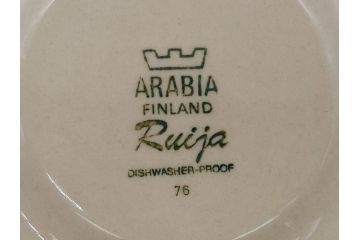 ARABIA
FINLAND
Ruija
DISHWASHER-PROOF
76